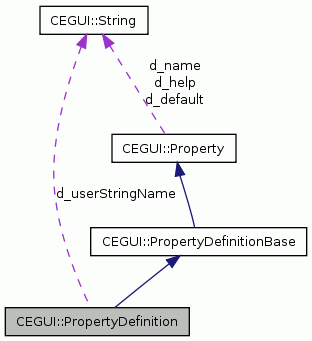 CEGUI::String
d_name
d_help
d_default
CEGUI::Property
d_userStringName
CEGUI::PropertyDefinitionBase
CEGUI::PropertyDefinition